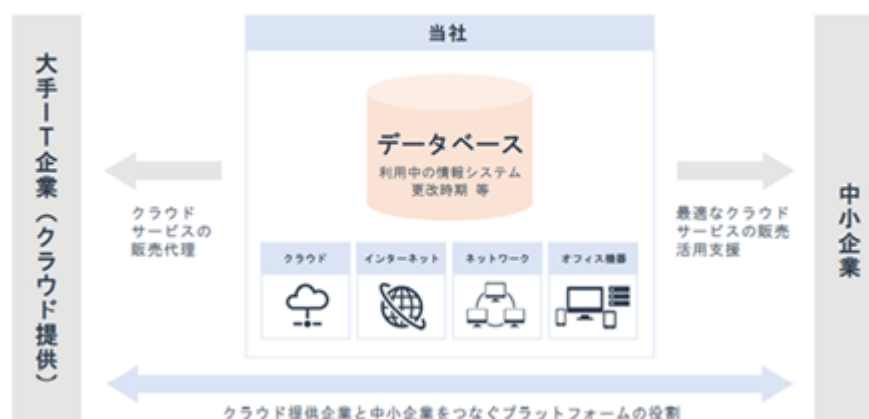 当社
大手IT企業（クラウド提供）
データベース
利用中の情報システム
更改時期 等
クラウド
サービスの
販売代理
最適なクラウド
サービスの販売
活用支援
中小企業
クラウド
インターネット
ネットワーク
オフィス機器
クラウド提供企業と中小企業をつなぐプラットフォームの役割